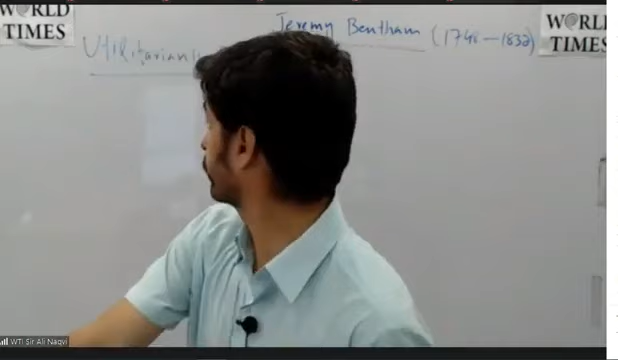 WORLD
TIMES
Jeremy Bentham (1748-1832)
WORLD
TIMES
WTI Sir Ali Naqvi